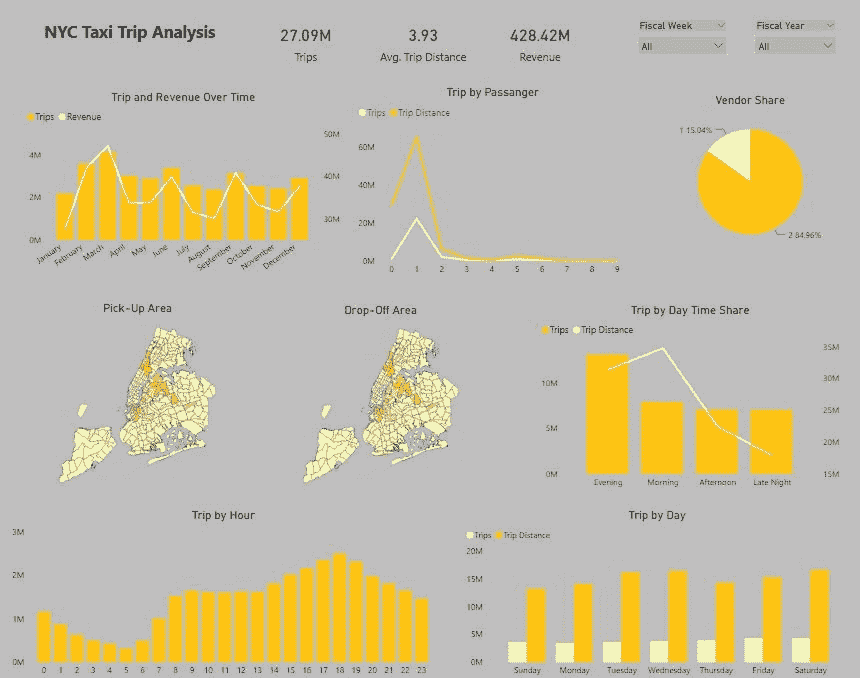 NYC Taxi Trip Analysis
27.09M
Trips
3.93
Avg. Trip Distance
428.42M
Revenue
Fiscal Week
All
Fiscal Year
All
Trip and Revenue Over Time
Trips Revenue
4M
2M
0M
50M
40M
30M
January February March April May June July August September October November December
Trip by Passanger
Trips Trip Distance
60M
40M
20M
0M
0 1 2 3 4 5 6 7 8 9
Vendor Share
1 15.04%
2 84.96%
Pick-Up Area
Drop-Off Area
Trip by Day Time Share
Trips Trip Distance
10M
5M
0M
35M
30M
25M
20M
15M
Evening Morning Afternoon Late Night
Trip by Hour
3M
2M
1M
0M
0 1 2 3 4 5 6 7 8 9 10 11 12 13 14 15 16 17 18 19 20 21 22 23
Trip by Day
Trips Trip Distance
20M
15M
10M
5M
0M
Sunday Monday Tuesday Wednesday Thursday Friday Saturday